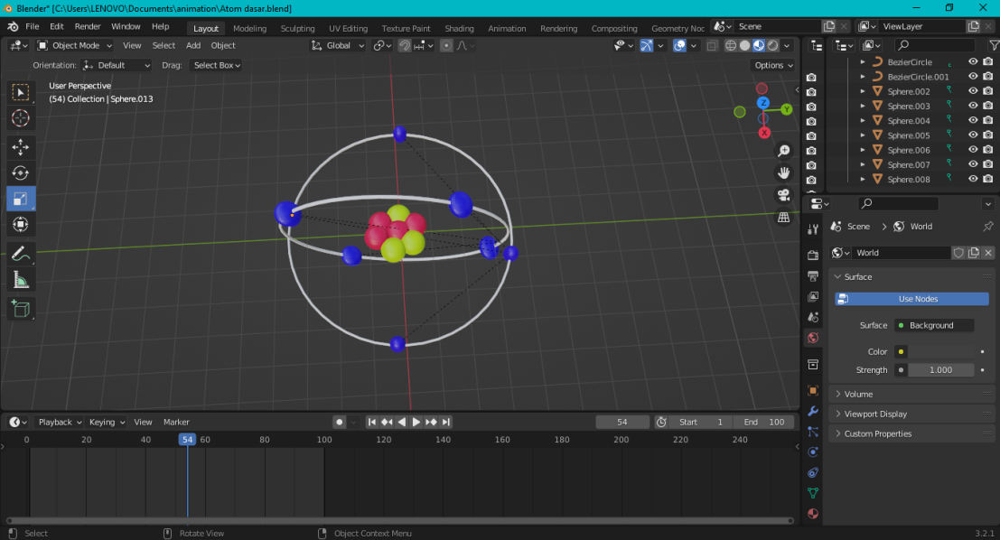 Blender* [C:\Users\LENOVO\Documents\animation\Atom dasar.blend]
File Edit Render Window Help Layout Modeling Sculpting UV Editing Texture Paint Shading Animation Rendering Compositing Geometry Noc Scene ViewLayer
Object Mode View Select Add Object Global
Orientation: Default Drag: Select Box Options
User Perspective
(54) Collection | Sphere.013
Z
Y
X
BezierCircle
BezierCircle.001
Sphere.002
Sphere.003
Sphere.004
Sphere.005
Sphere.006
Sphere.007
Sphere.008
Scene World
World
Surface
Use Nodes
Surface Background
Color
Strength 1.000
Volume
Viewport Display
Custom Properties
Playback Keying View Marker 54 Start 1 End 100
0 20 40 54 60 80 100 120 140 160 180 200 220 240
Select Rotate View Object Context Menu 3.2.1